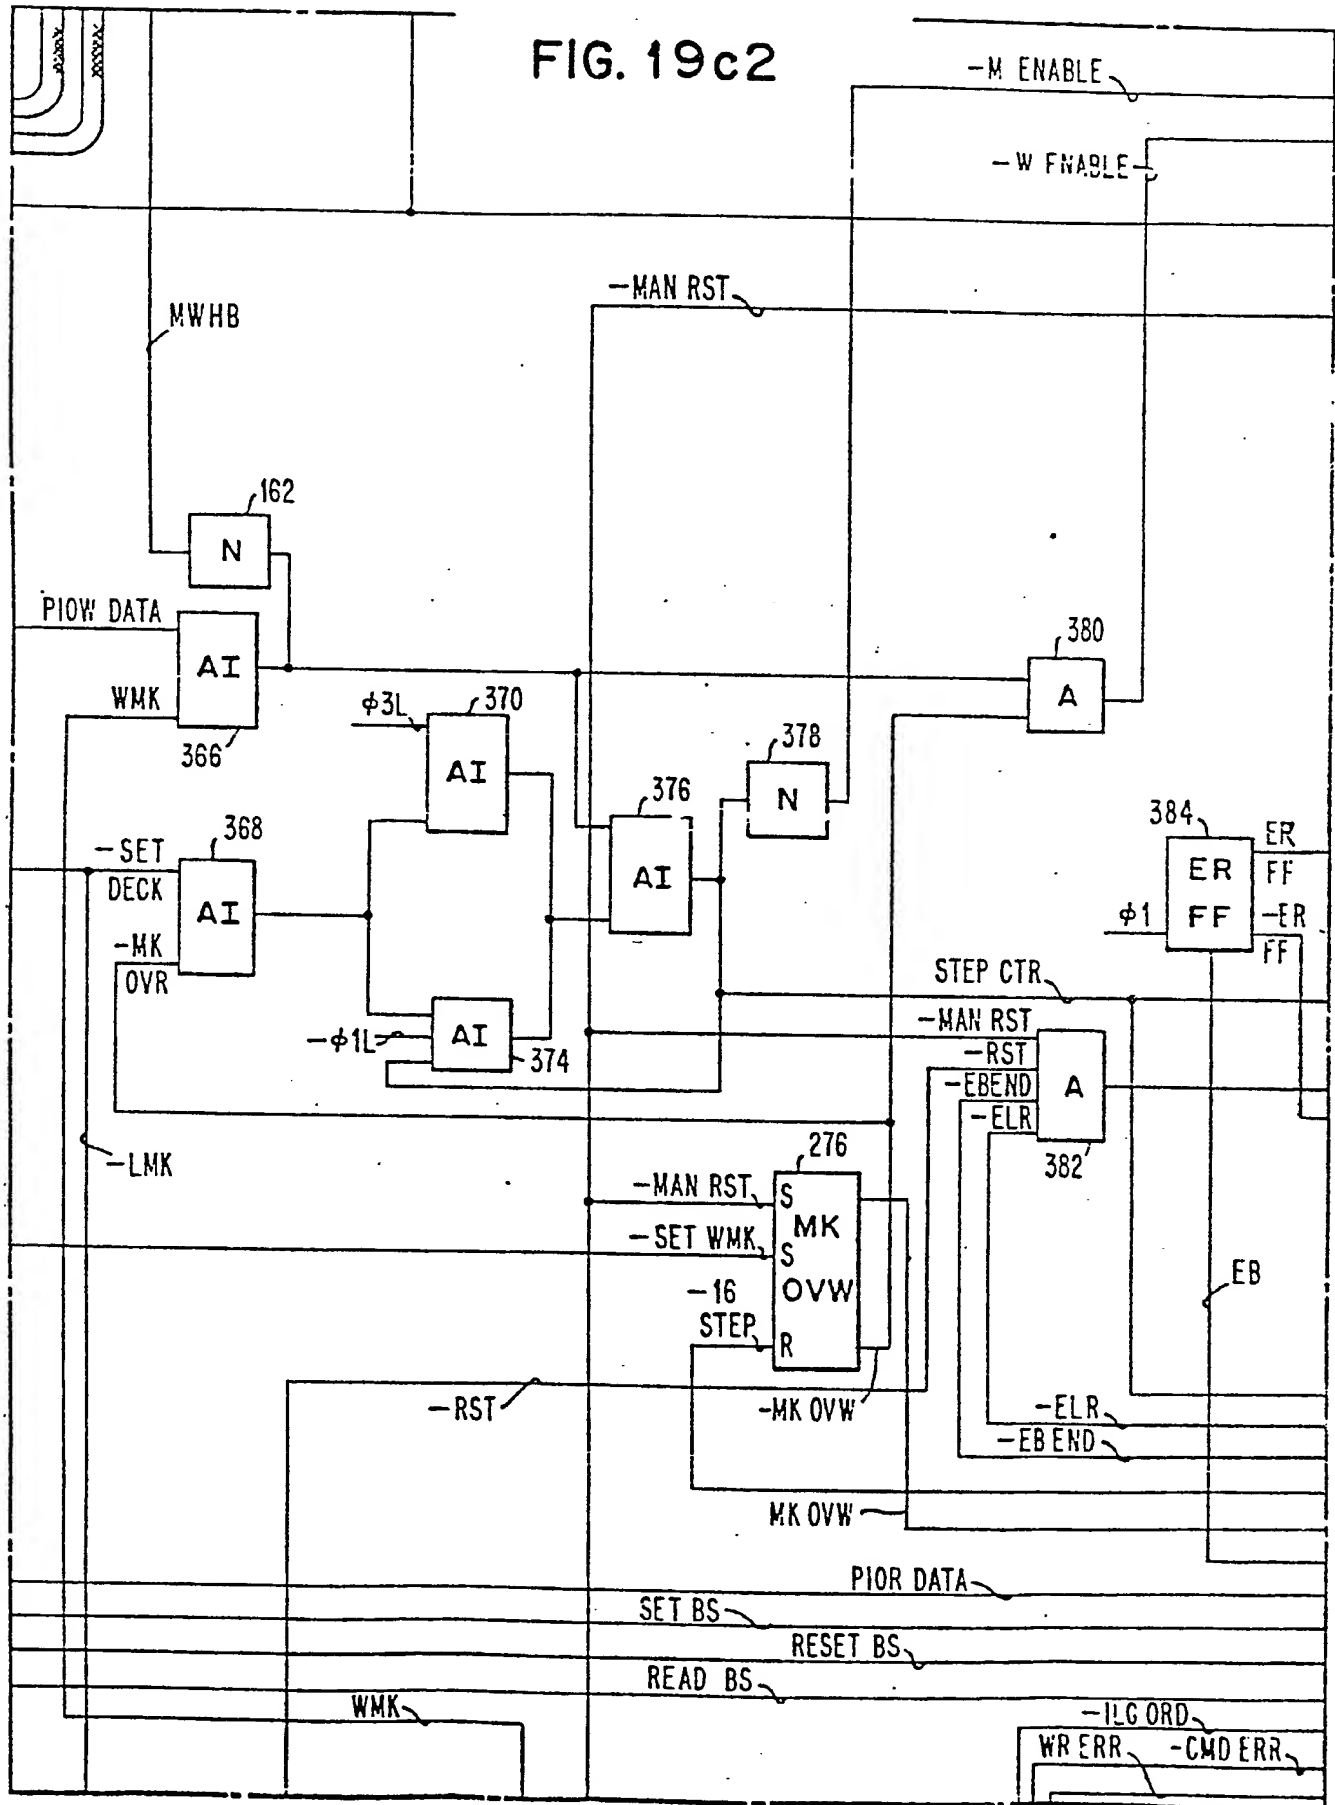 FIG. 19c2
-M ENABLE
-W ENABLE
-MAN RST
MWHB
162
N
PIOW DATA
AI
WMK
366
380
A
φ3L
370
AI
378
N
376
AI
384
ER
FF
ER
FF
-ER
FF
φ1
368
-SET
DECK
AI
-MK
OVR
STEP CTR
-MAN RST
-RST
-EBEND
-ELR
A
382
-φ1L
AI
374
-LMK
276
-MAN RST
S
MK
-SET WMK
S
OVW
-16
STEP
R
EB
-RST
-MK OVW
-ELR
-EB END
MK OVW
PIOR DATA
SET BS
RESET BS
READ BS
WMK
-ILG ORD
WR ERR
-CMD ERR